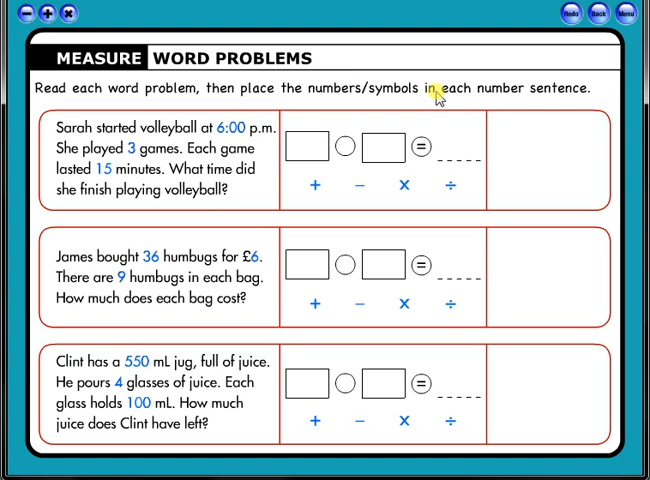 Redo Back Menu
MEASURE WORD PROBLEMS
Read each word problem, then place the numbers/symbols in each number sentence.
Sarah started volleyball at 6:00 p.m.
She played 3 games. Each game
lasted 15 minutes. What time did
she finish playing volleyball?
=
+ − × ÷
James bought 36 humbugs for £6.
There are 9 humbugs in each bag.
How much does each bag cost?
=
+ − × ÷
Clint has a 550 mL jug, full of juice.
He pours 4 glasses of juice. Each
glass holds 100 mL. How much
juice does Clint have left?
=
+ − × ÷